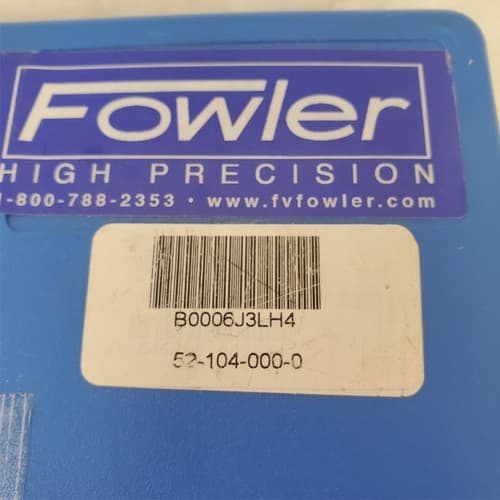 Fowler
HIGH PRECISION
1-800-788-2353 · www.fvfowler.com
B0006J3LH4
52-104-000-0